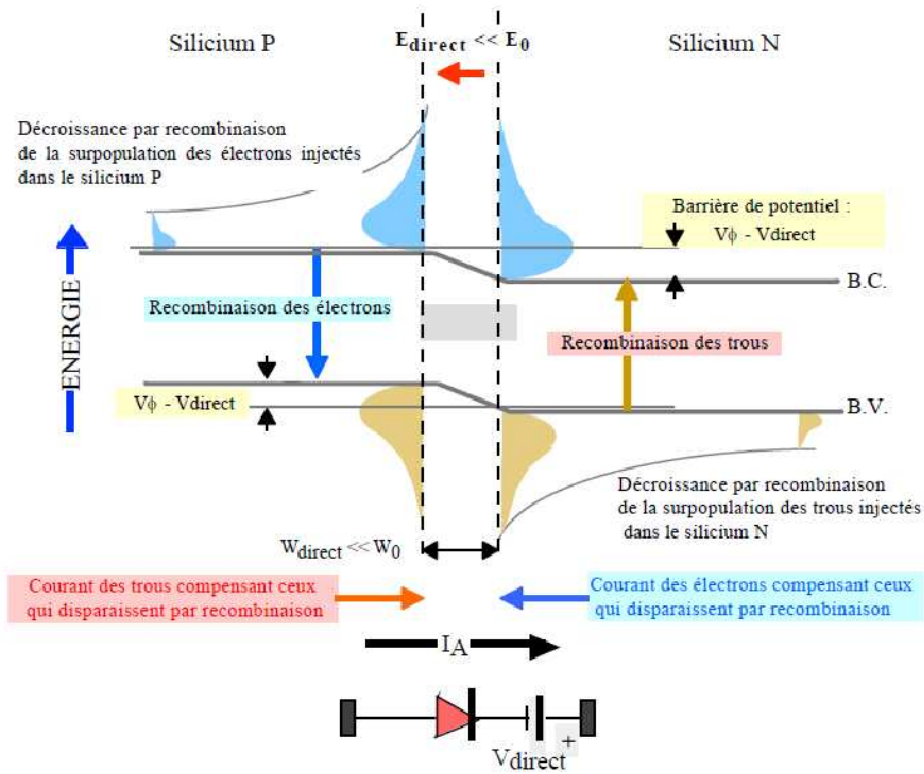 Silicium P
E direct << E0
Silicium N
Décroissance par recombinaison
de la surpopulation des électrons injectés
dans le silicium P
Barrière de potentiel :
Vϕ - Vdirect
B.C.
ENERGIE
Recombinaison des électrons
Recombinaison des trous
Vϕ - Vdirect
B.V.
Décroissance par recombinaison
de la surpopulation des trous injectés
dans le silicium N
Wdirect << W0
Courant des trous compensant ceux
qui disparaissent par recombinaison
Courant des électrons compensant ceux
qui disparaissent par recombinaison
IA
+
Vdirect